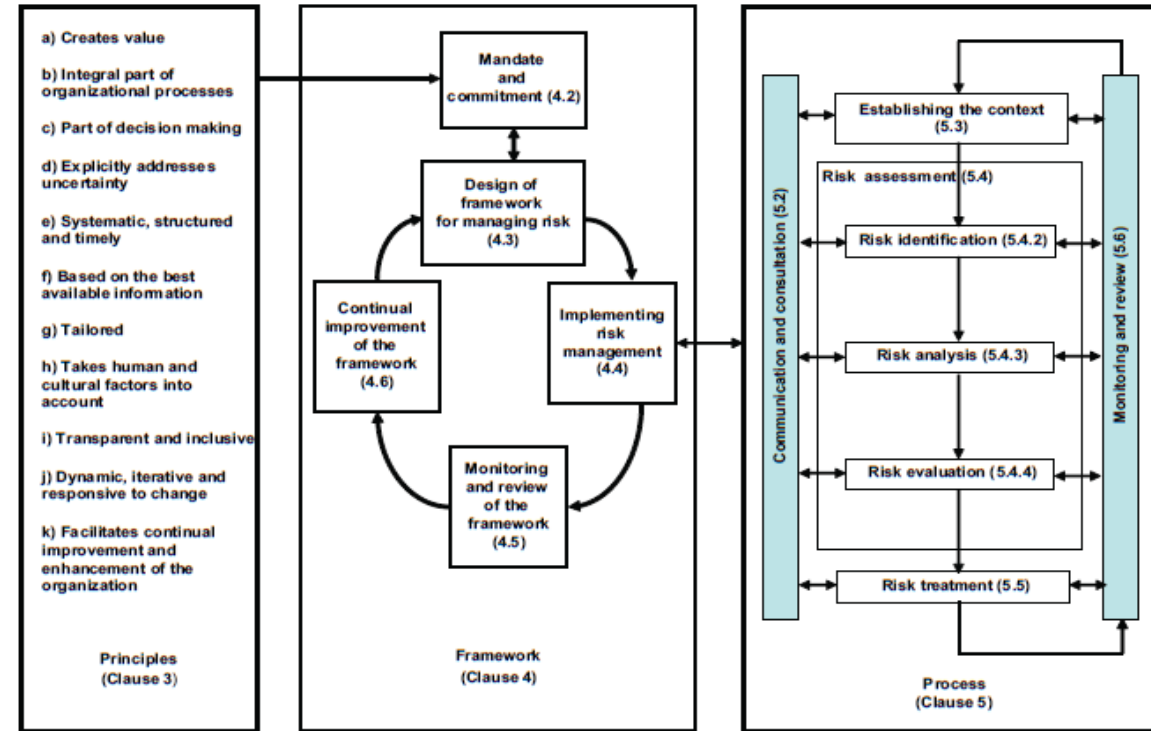 a) Creates value
b) Integral part of
organizational processes
c) Part of decision making
d) Explicitly addresses
uncertainty
e) Systematic, structured
and timely
f) Based on the best
available information
g) Tailored
h) Takes human and
cultural factors into
account
i) Transparent and inclusive
j) Dynamic, iterative and
responsive to change
k) Facilitates continual
improvement and
enhancement of the
organization
Principles
(Clause 3)
Mandate
and
commitment (4.2)
Design of
framework
for managing risk
(4.3)
Implementing
risk
management
(4.4)
Monitoring
and review
of the
framework
(4.5)
Continual
improvement
of the
framework
(4.6)
Framework
(Clause 4)
Communication and consultation (5.2)
Establishing the context
(5.3)
Risk assessment (5.4)
Risk identification (5.4.2)
Risk analysis (5.4.3)
Risk evaluation (5.4.4)
Risk treatment (5.5)
Monitoring and review (5.6)
Process
(Clause 5)